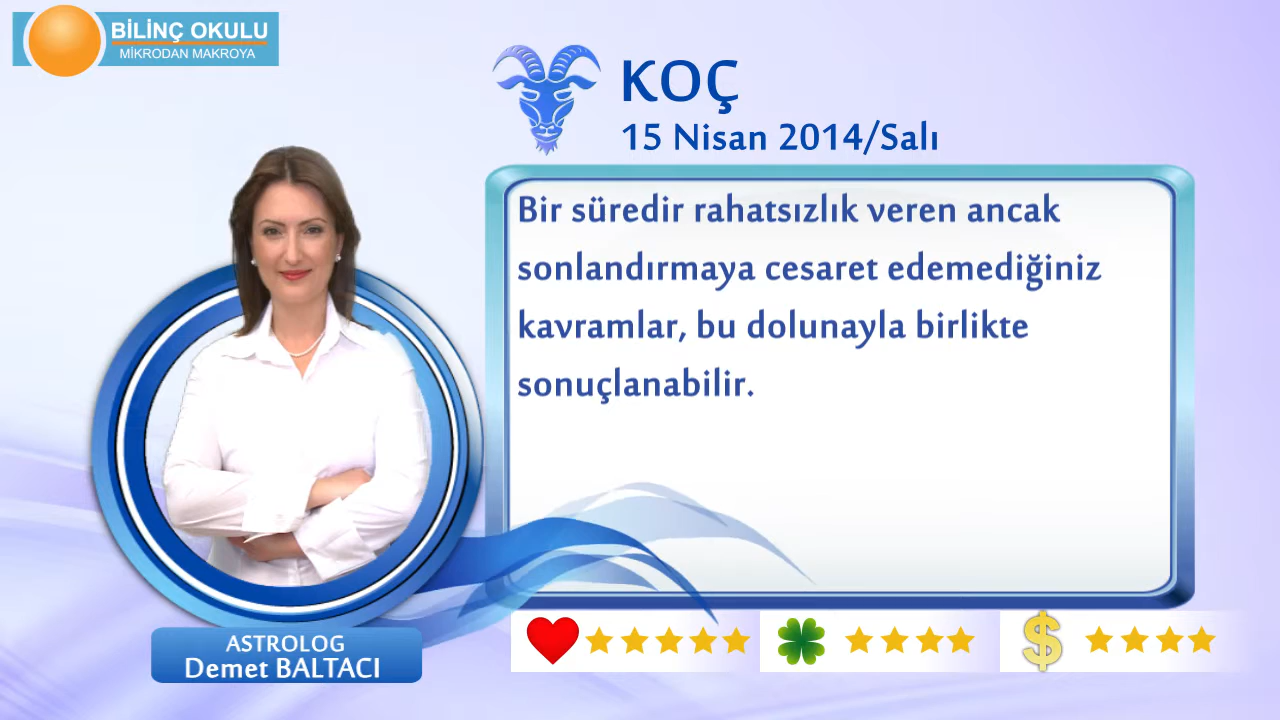 BİLİNÇ OKULU
MİKRODAN MAKROYA
KOÇ
15 Nisan 2014/Salı
Bir süredir rahatsızlık veren ancak
sonlandırmaya cesaret edemediğiniz
kavramlar, bu dolunayla birlikte
sonuçlanabilir.
ASTROLOG
Demet BALTACI